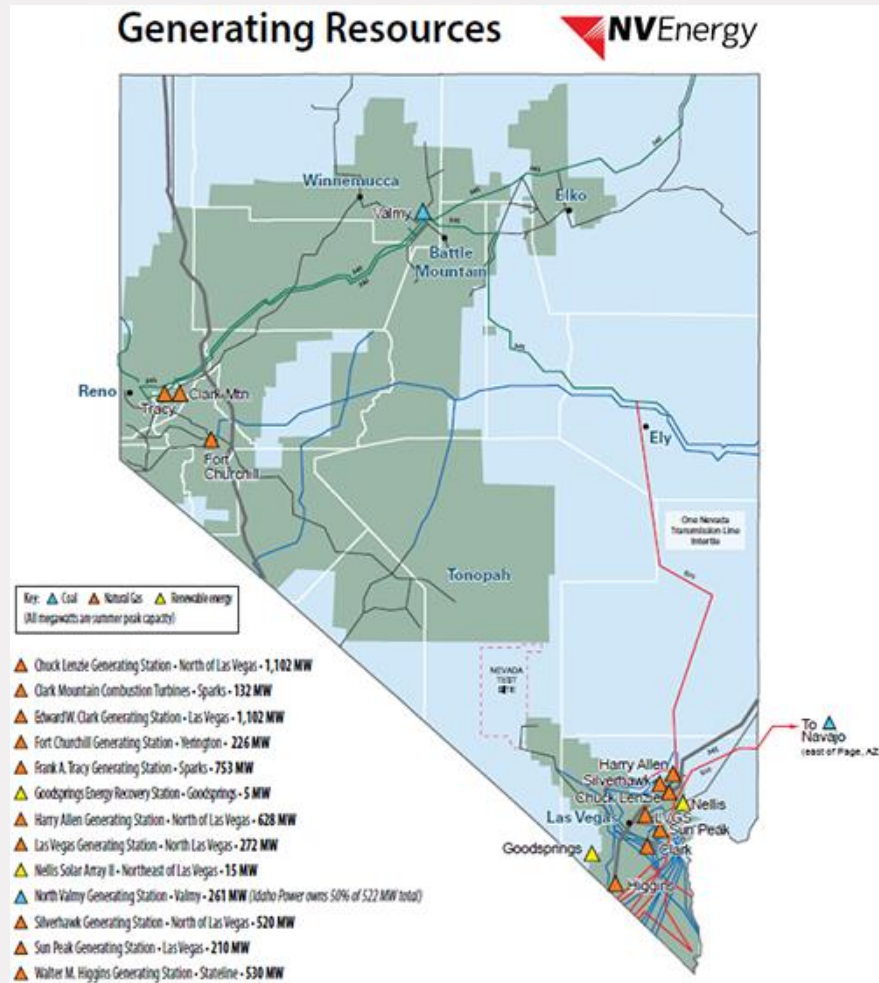 Generating Resources
NVEnergy
Winnemucca
Valmy
Elko
Battle
Mountain
Reno
Tracy
Clark Mtn
Fort
Churchill
Ely
One Nevada
Transmission Line
Intertie
Tonopah
NEVADA
TEST
SITE
To
Navajo
(east of Page, AZ
Harry Allen
Silverhawk
Chuck Lenzie
Nellis
Las Vegas
LVGS
Sun Peak
Goodsprings
Clark
Higgins
Key: Coal Natural Gas Renewable energy
(All megawatts are summer peak capacity)
Chuck Lenzie Generating Station • North of Las Vegas • 1,102 MW
Clark Mountain Combustion Turbines • Sparks • 132 MW
Edward W. Clark Generating Station • Las Vegas • 1,102 MW
Fort Churchill Generating Station • Yerington • 226 MW
Frank A. Tracy Generating Station • Sparks • 753 MW
Goodsprings Energy Recovery Station • Goodsprings • 5 MW
Harry Allen Generating Station • North of Las Vegas • 628 MW
Las Vegas Generating Station • North Las Vegas • 272 MW
Nellis Solar Array II • Northeast of Las Vegas • 15 MW
North Valmy Generating Station • Valmy • 261 MW (Idaho Power owns 50% of 522 MW total)
Silverhawk Generating Station • North of Las Vegas • 520 MW
Sun Peak Generating Station • Las Vegas • 210 MW
Walter M. Higgins Generating Station • Stateline • 530 MW